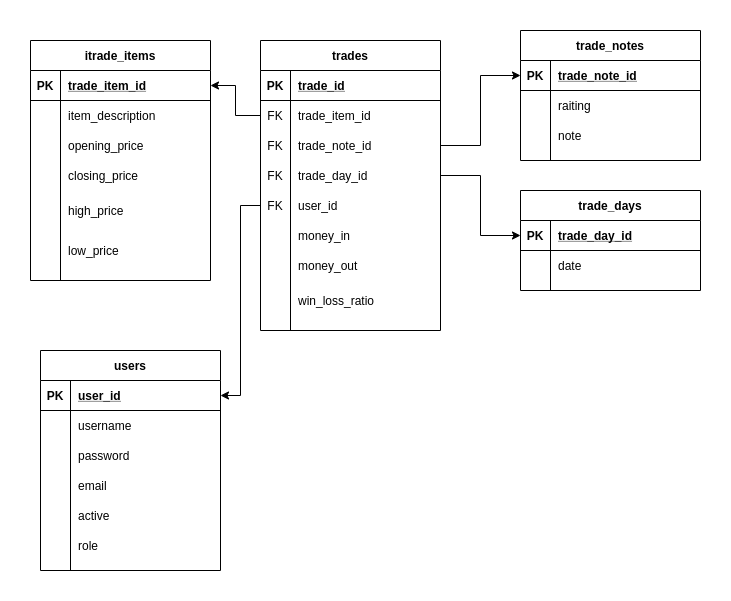 itrade_items
PK trade_item_id
item_description
opening_price
closing_price
high_price
low_price
trades
PK trade_id
FK trade_item_id
FK trade_note_id
FK trade_day_id
FK user_id
money_in
money_out
win_loss_ratio
trade_notes
PK trade_note_id
raiting
note
trade_days
PK trade_day_id
date
users
PK user_id
username
password
email
active
role